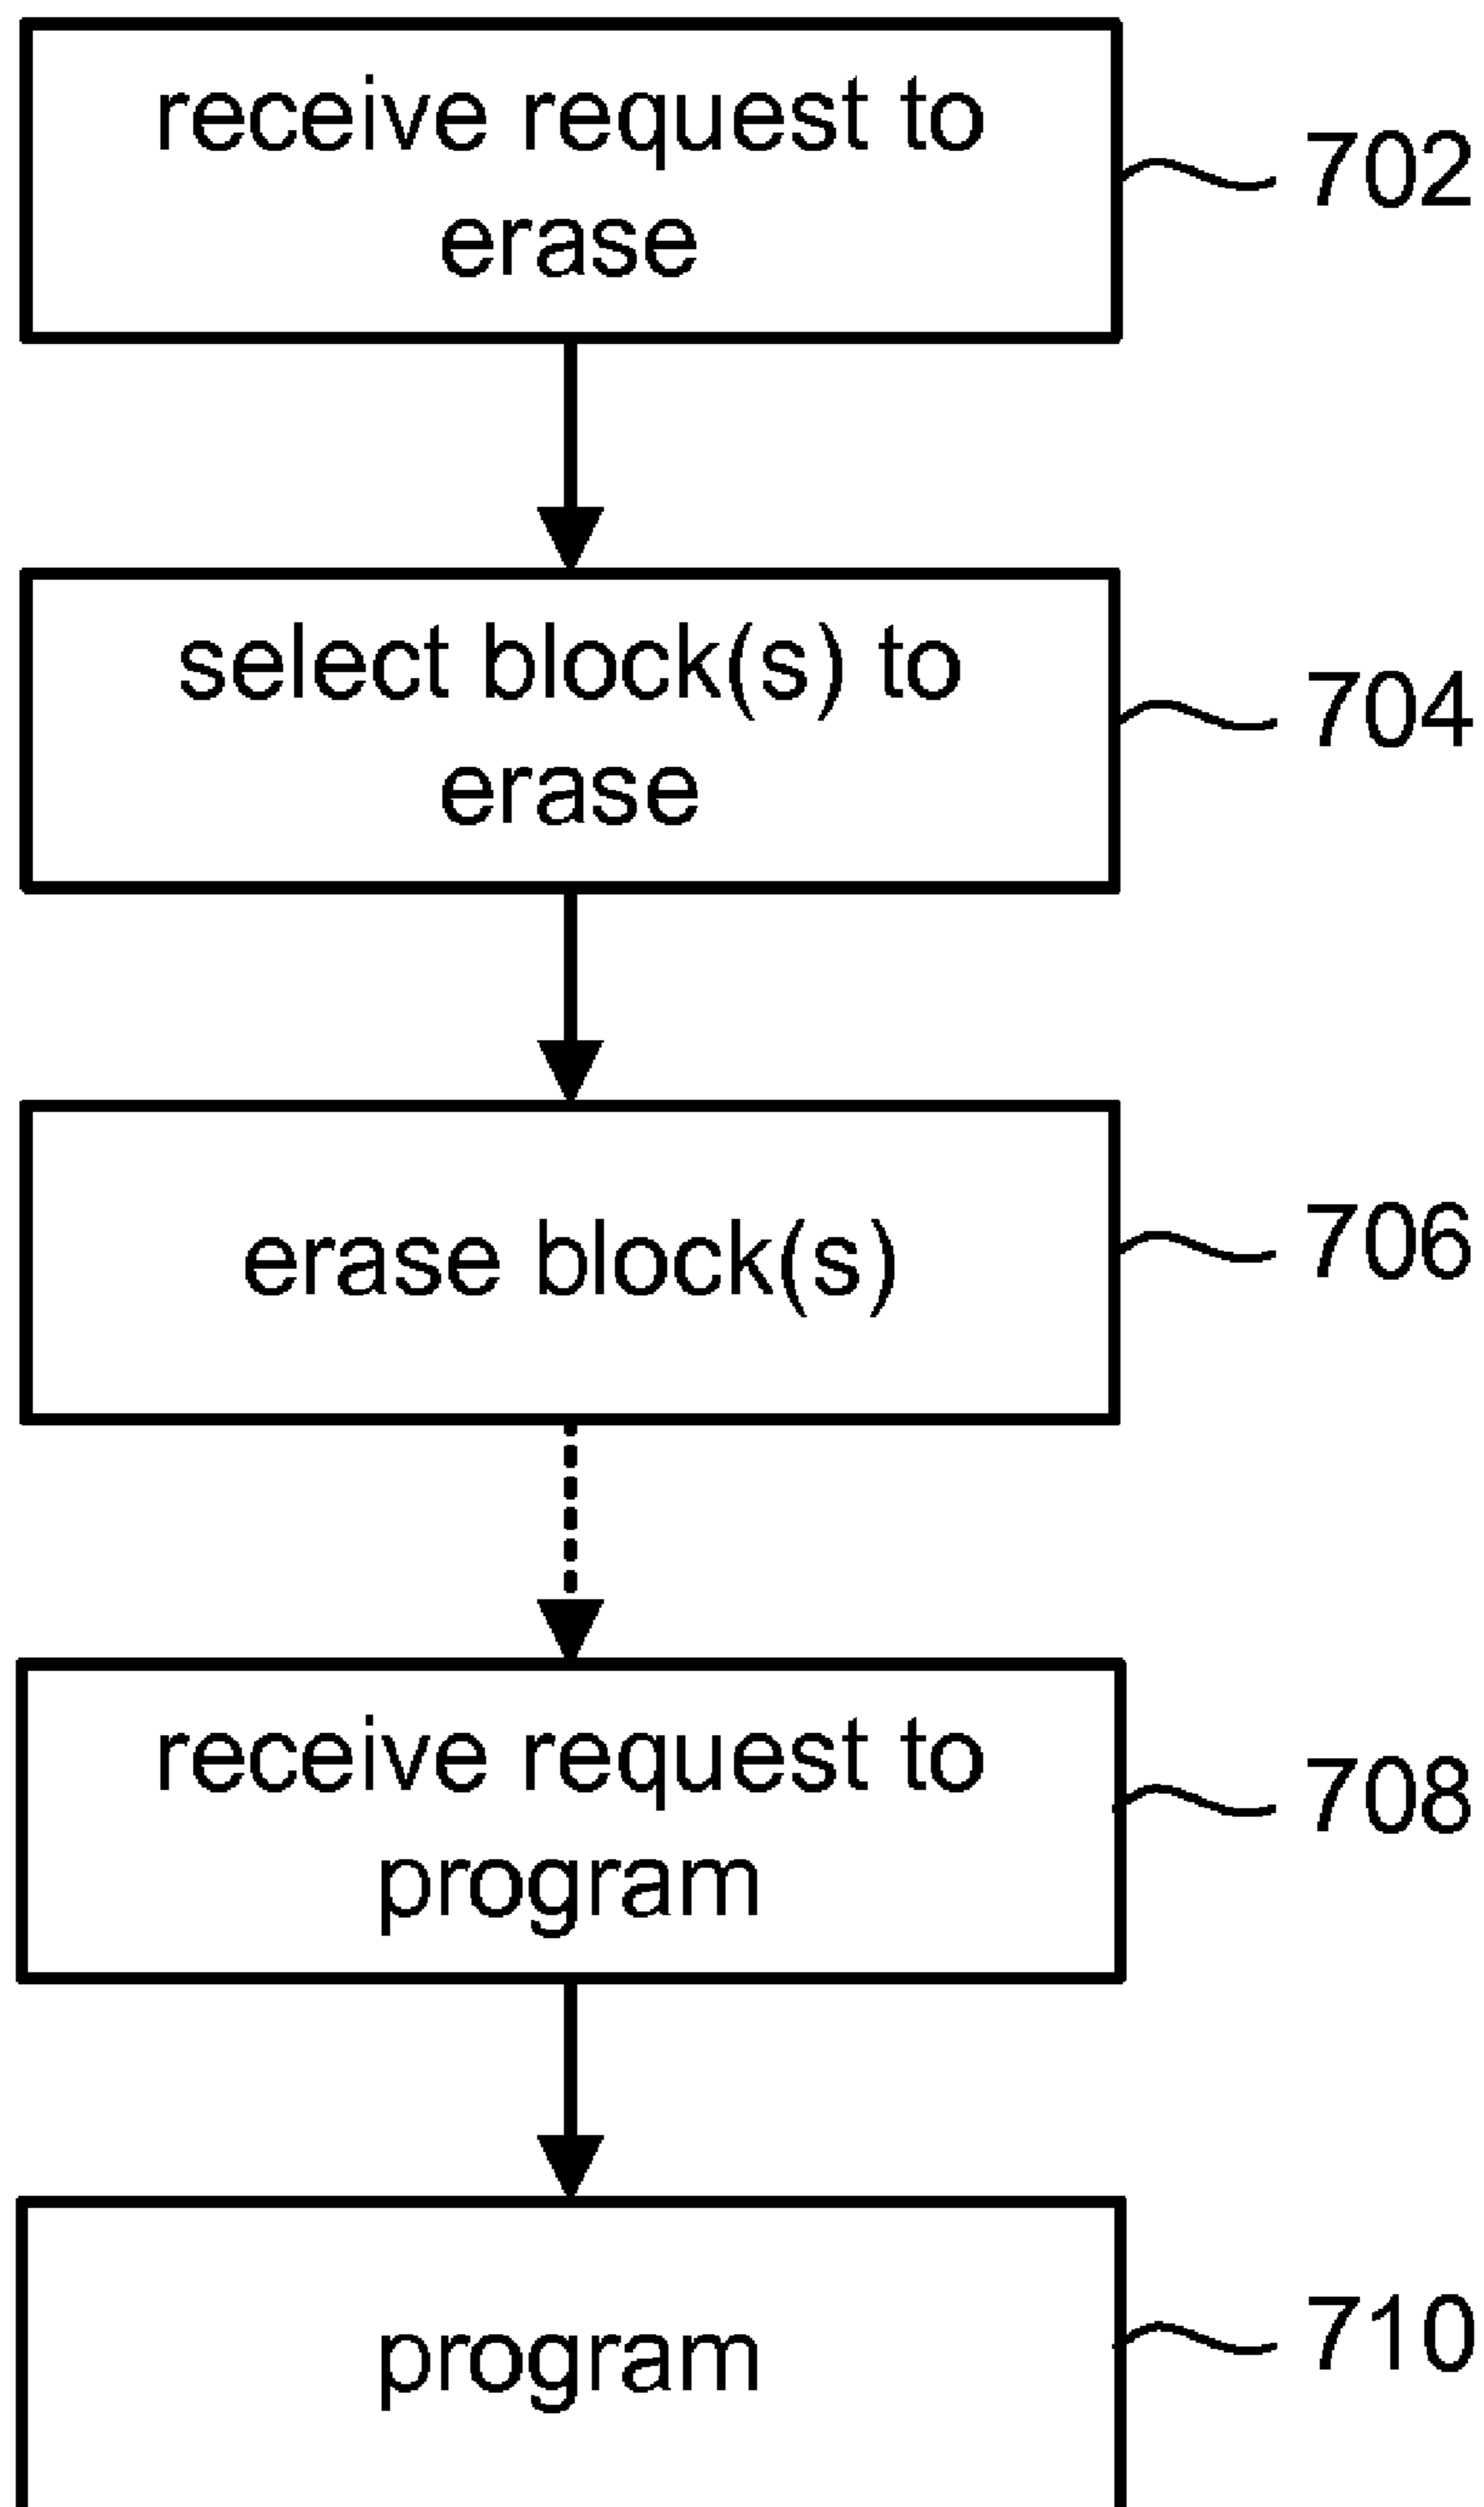 receive request to
erase
702
select block(s) to
erase
704
erase block(s)
706
receive request to
program
708
program
710